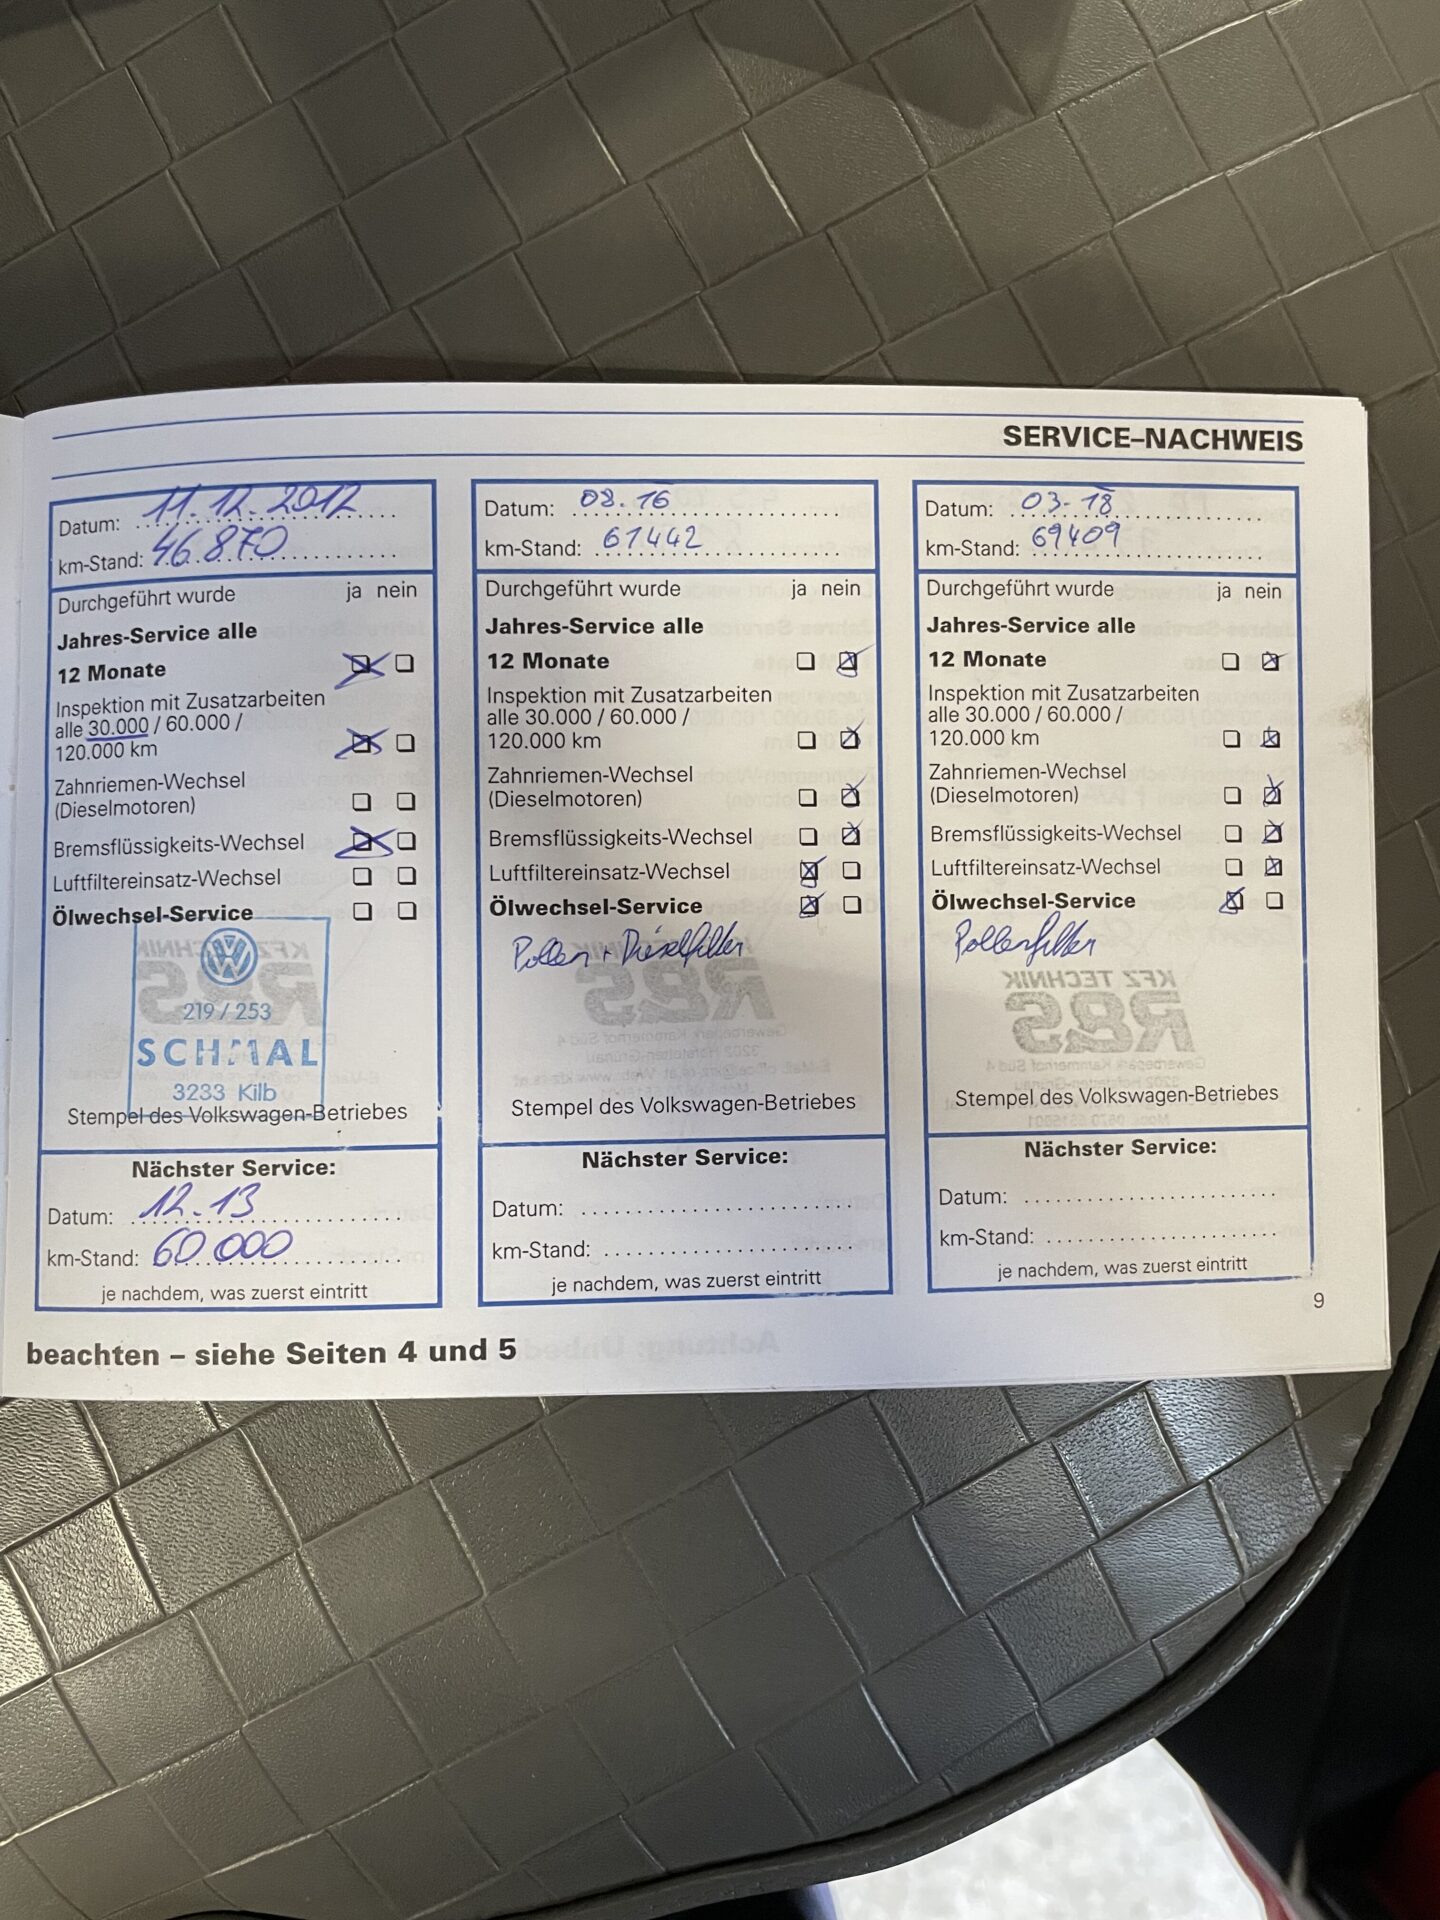 SERVICE–NACHWEIS
Datum: 11.12.2012
km-Stand: 46.870
Durchgeführt wurde ja nein
Jahres-Service alle
12 Monate
Inspektion mit Zusatzarbeiten
alle 30.000 / 60.000 /
120.000 km
Zahnriemen-Wechsel
(Dieselmotoren)
Bremsflüssigkeits-Wechsel
Luftfiltereinsatz-Wechsel
Ölwechsel-Service
219 / 253
SCHMAL
3233 Kilb
Stempel des Volkswagen-Betriebes
Nächster Service:
Datum: 12.13
km-Stand: 60.000
je nachdem, was zuerst eintritt
Datum: 08.16
km-Stand: 61442
Durchgeführt wurde ja nein
Jahres-Service alle
12 Monate
Inspektion mit Zusatzarbeiten
alle 30.000 / 60.000 /
120.000 km
Zahnriemen-Wechsel
(Dieselmotoren)
Bremsflüssigkeits-Wechsel
Luftfiltereinsatz-Wechsel
Ölwechsel-Service
Pollen + Dieselfilter
Stempel des Volkswagen-Betriebes
Nächster Service:
Datum:
km-Stand:
je nachdem, was zuerst eintritt
Datum: 03-18
km-Stand: 69409
Durchgeführt wurde ja nein
Jahres-Service alle
12 Monate
Inspektion mit Zusatzarbeiten
alle 30.000 / 60.000 /
120.000 km
Zahnriemen-Wechsel
(Dieselmotoren)
Bremsflüssigkeits-Wechsel
Luftfiltereinsatz-Wechsel
Ölwechsel-Service
Pollenfilter
KFZ TECHNIK
R&S
Stempel des Volkswagen-Betriebes
Nächster Service:
Datum:
km-Stand:
je nachdem, was zuerst eintritt
9
beachten – siehe Seiten 4 und 5